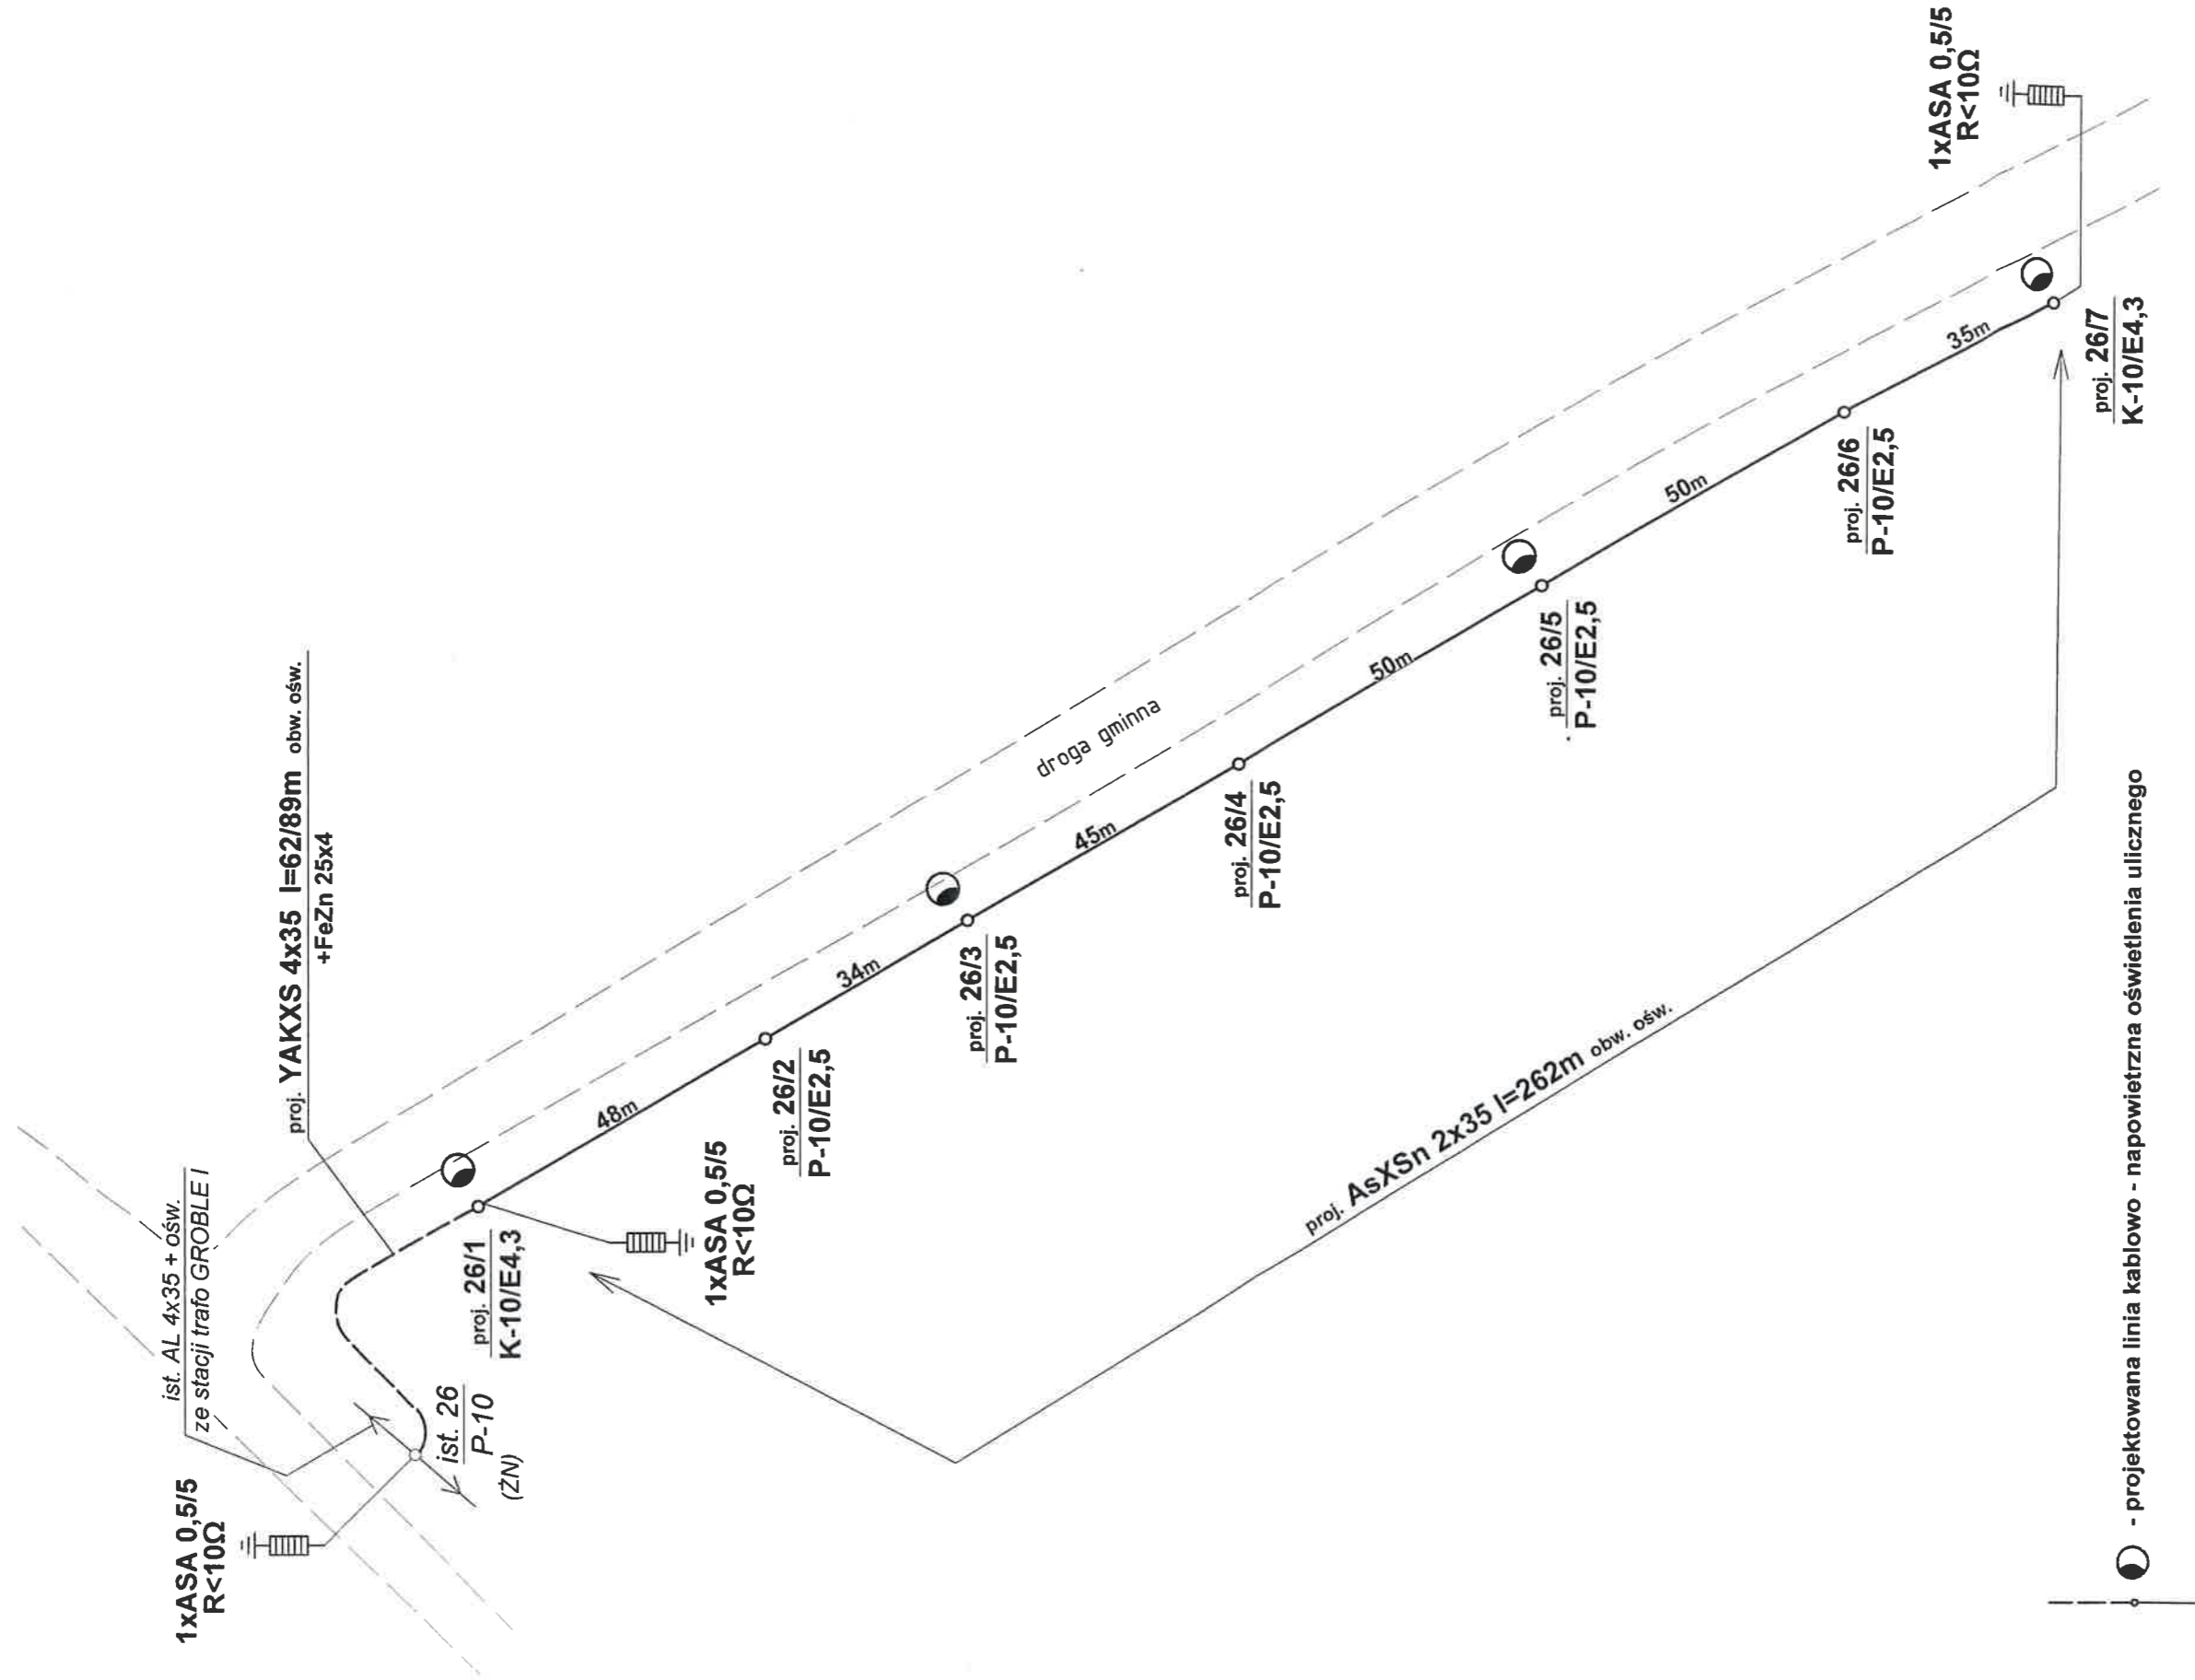 1xASA 0,5/5
R<10Ω
ist. AL 4x35 + ośw.
ze stacji trafo GROBLE I
ist. 26
P-10
(ŻN)
proj. YAKXS 4x35 l=62/89m obw. ośw.
+FeZn 25x4
proj. 26/1
K-10/E4,3
1xASA 0,5/5
R<10Ω
48m
proj. 26/2
P-10/E2,5
34m
proj. 26/3
P-10/E2,5
45m
droga gminna
proj. 26/4
P-10/E2,5
50m
proj. 26/5
P-10/E2,5
50m
proj. 26/6
P-10/E2,5
35m
proj. 26/7
K-10/E4,3
1xASA 0,5/5
R<10Ω
proj. AsXSn 2x35 l=262m obw. ośw.
- projektowana linia kablowo - napowietrzna oświetlenia ulicznego